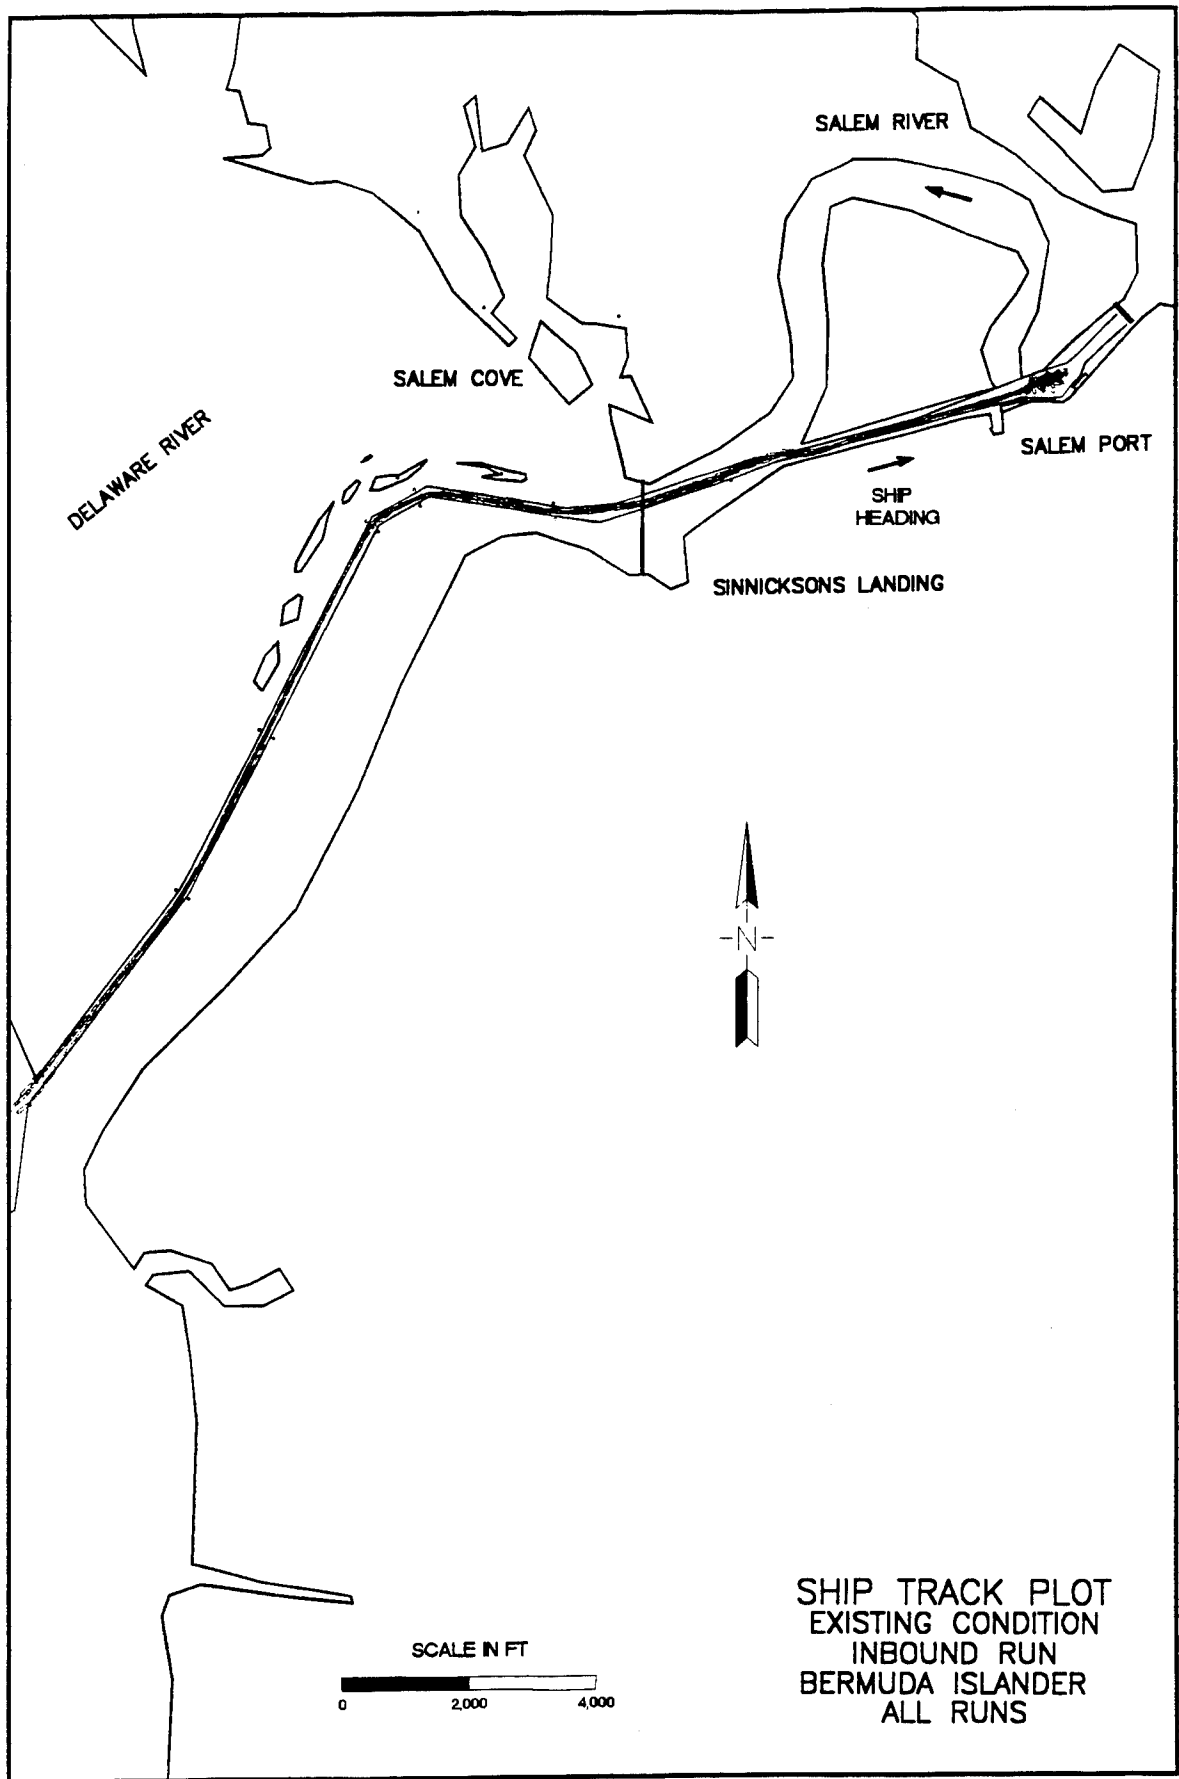 SALEM RIVER
SALEM COVE
DELAWARE RIVER
SALEM PORT
SHIP
HEADING
SINNICKSONS LANDING
N
SHIP TRACK PLOT
EXISTING CONDITION
INBOUND RUN
BERMUDA ISLANDER
ALL RUNS
SCALE IN FT
0 2,000 4,000